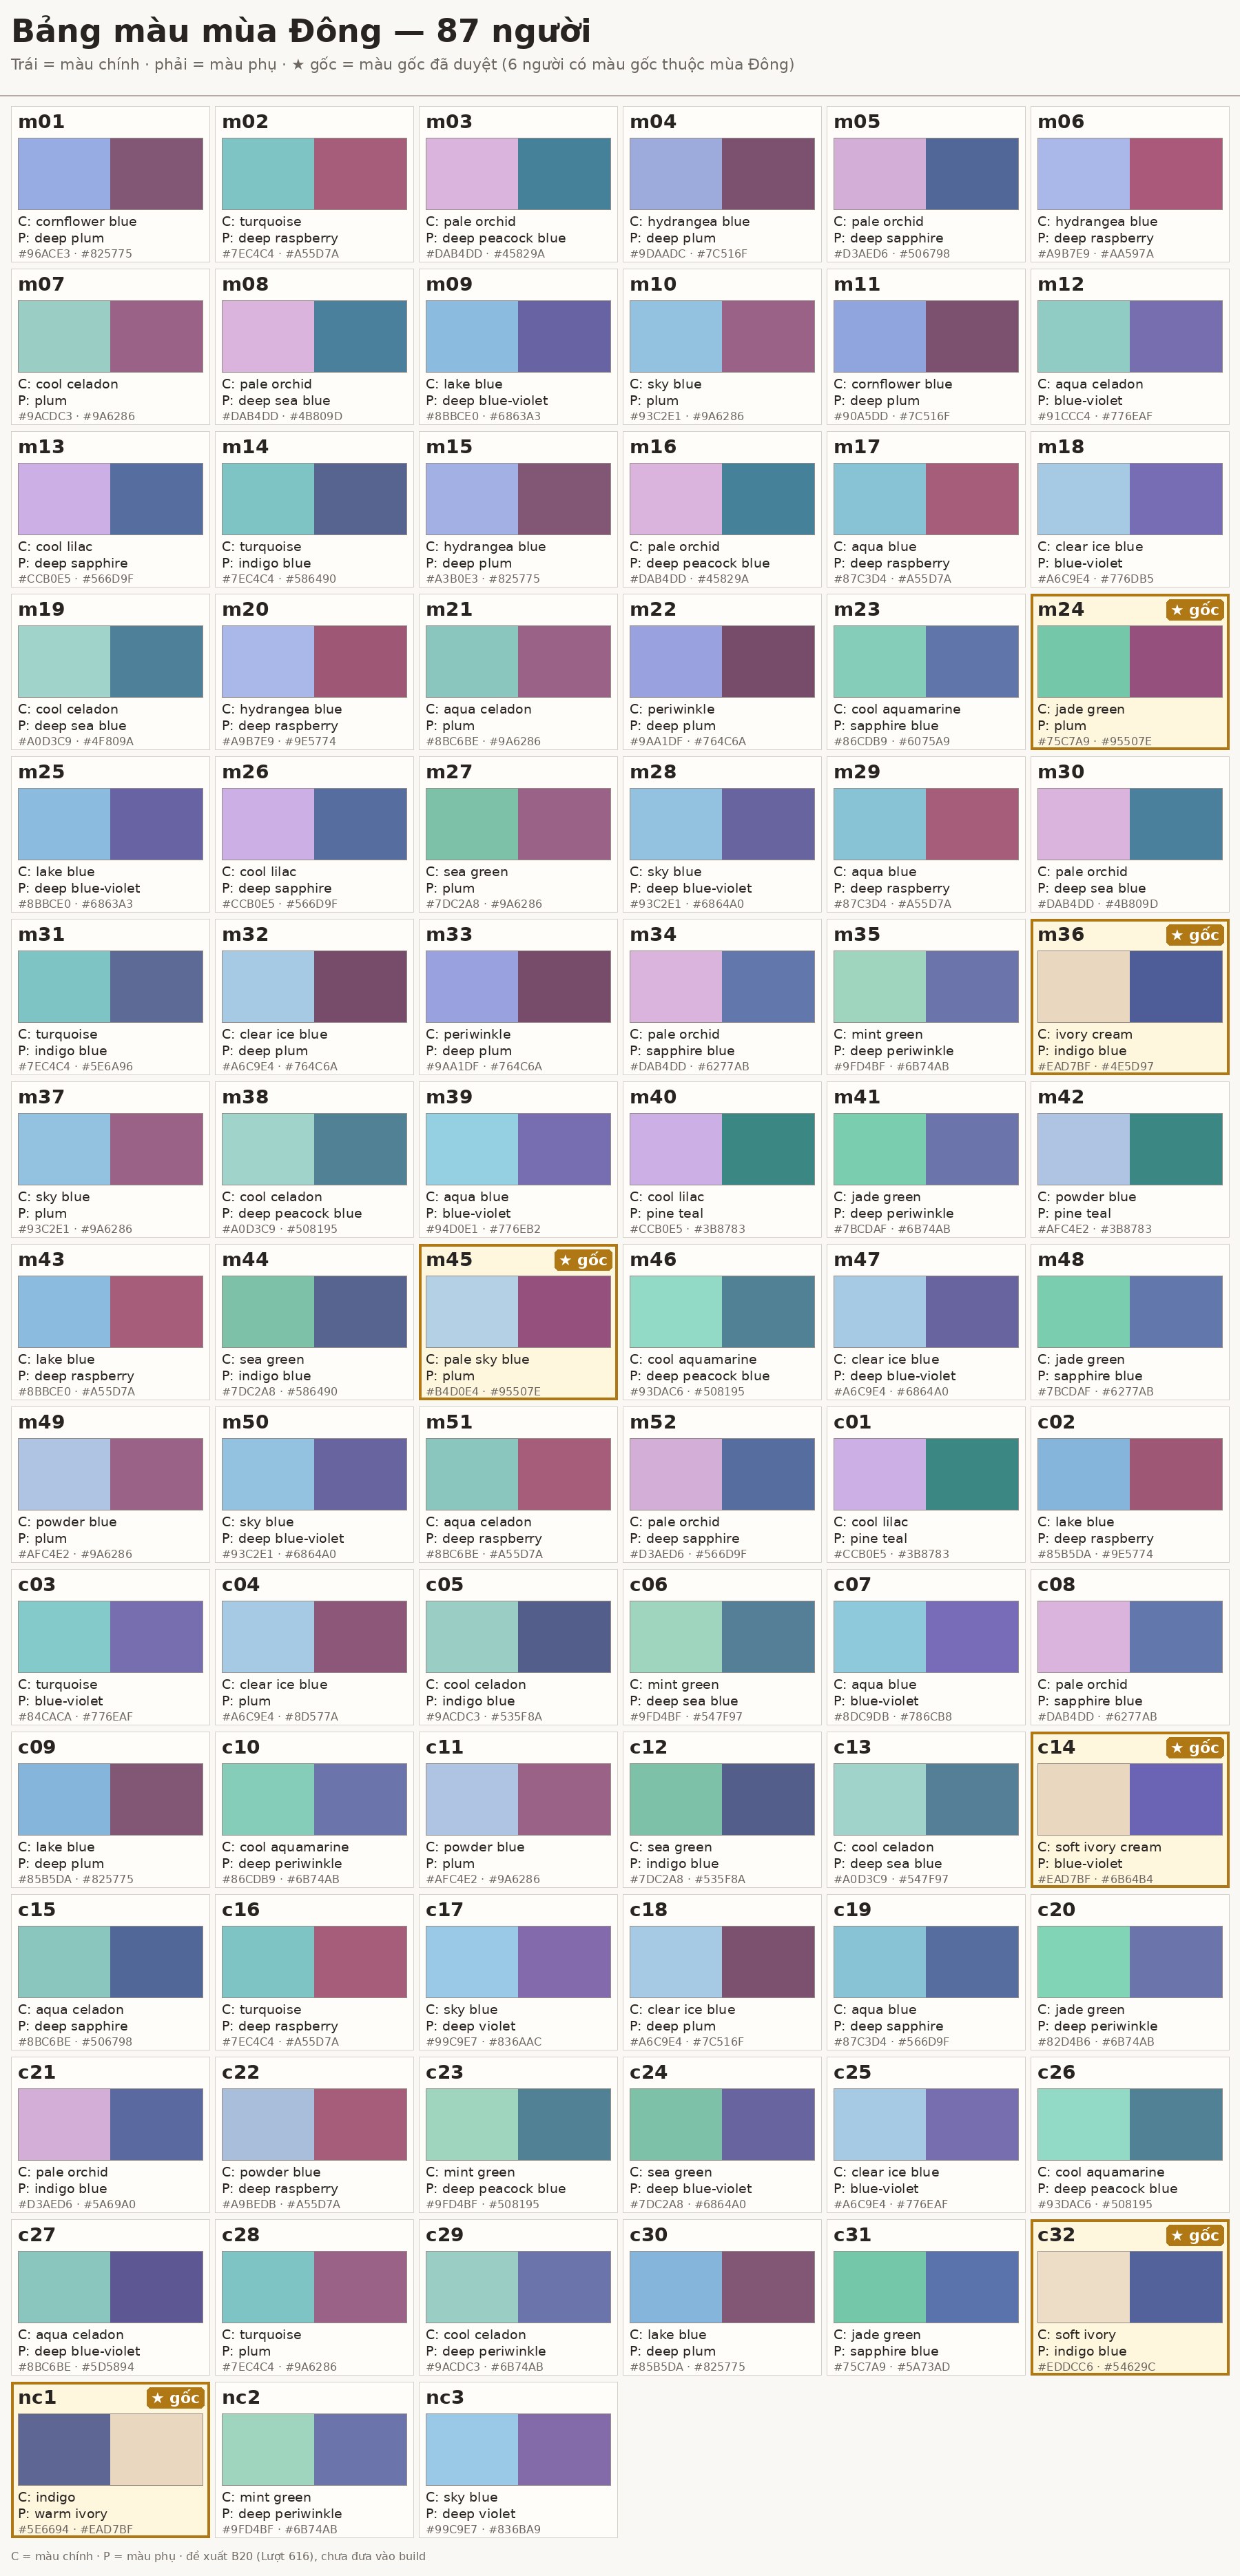 Bảng màu mùa Đông — 87 người
Trái = màu chính · phải = màu phụ · ★ gốc = màu gốc đã duyệt (6 người có màu gốc thuộc mùa Đông)
m01
C: cornflower blue
P: deep plum
#96ACE3 · #825775
m02
C: turquoise
P: deep raspberry
#7EC4C4 · #A55D7A
m03
C: pale orchid
P: deep peacock blue
#DAB4DD · #45829A
m04
C: hydrangea blue
P: deep plum
#9DAADC · #7C516F
m05
C: pale orchid
P: deep sapphire
#D3AED6 · #506798
m06
C: hydrangea blue
P: deep raspberry
#A9B7E9 · #AA597A
m07
C: cool celadon
P: plum
#9ACDC3 · #9A6286
m08
C: pale orchid
P: deep sea blue
#DAB4DD · #4B809D
m09
C: lake blue
P: deep blue-violet
#8BBCE0 · #6863A3
m10
C: sky blue
P: plum
#93C2E1 · #9A6286
m11
C: cornflower blue
P: deep plum
#90A5DD · #7C516F
m12
C: aqua celadon
P: blue-violet
#91CCC4 · #776EAF
m13
C: cool lilac
P: deep sapphire
#CCB0E5 · #566D9F
m14
C: turquoise
P: indigo blue
#7EC4C4 · #586490
m15
C: hydrangea blue
P: deep plum
#A3B0E3 · #825775
m16
C: pale orchid
P: deep peacock blue
#DAB4DD · #45829A
m17
C: aqua blue
P: deep raspberry
#87C3D4 · #A55D7A
m18
C: clear ice blue
P: blue-violet
#A6C9E4 · #776DB5
m19
C: cool celadon
P: deep sea blue
#A0D3C9 · #4F809A
m20
C: hydrangea blue
P: deep raspberry
#A9B7E9 · #9E5774
m21
C: aqua celadon
P: plum
#8BC6BE · #9A6286
m22
C: periwinkle
P: deep plum
#9AA1DF · #764C6A
m23
C: cool aquamarine
P: sapphire blue
#86CDB9 · #6075A9
m24
★ gốc
C: jade green
P: plum
#75C7A9 · #95507E
m25
C: lake blue
P: deep blue-violet
#8BBCE0 · #6863A3
m26
C: cool lilac
P: deep sapphire
#CCB0E5 · #566D9F
m27
C: sea green
P: plum
#7DC2A8 · #9A6286
m28
C: sky blue
P: deep blue-violet
#93C2E1 · #6864A0
m29
C: aqua blue
P: deep raspberry
#87C3D4 · #A55D7A
m30
C: pale orchid
P: deep sea blue
#DAB4DD · #4B809D
m31
C: turquoise
P: indigo blue
#7EC4C4 · #5E6A96
m32
C: clear ice blue
P: deep plum
#A6C9E4 · #764C6A
m33
C: periwinkle
P: deep plum
#9AA1DF · #764C6A
m34
C: pale orchid
P: sapphire blue
#DAB4DD · #6277AB
m35
C: mint green
P: deep periwinkle
#9FD4BF · #6B74AB
m36
★ gốc
C: ivory cream
P: indigo blue
#EAD7BF · #4E5D97
m37
C: sky blue
P: plum
#93C2E1 · #9A6286
m38
C: cool celadon
P: deep peacock blue
#A0D3C9 · #508195
m39
C: aqua blue
P: blue-violet
#94D0E1 · #776EB2
m40
C: cool lilac
P: pine teal
#CCB0E5 · #3B8783
m41
C: jade green
P: deep periwinkle
#7BCDAF · #6B74AB
m42
C: powder blue
P: pine teal
#AFC4E2 · #3B8783
m43
C: lake blue
P: deep raspberry
#8BBCE0 · #A55D7A
m44
C: sea green
P: indigo blue
#7DC2A8 · #586490
m45
★ gốc
C: pale sky blue
P: plum
#B4D0E4 · #95507E
m46
C: cool aquamarine
P: deep peacock blue
#93DAC6 · #508195
m47
C: clear ice blue
P: deep blue-violet
#A6C9E4 · #6864A0
m48
C: jade green
P: sapphire blue
#7BCDAF · #6277AB
m49
C: powder blue
P: plum
#AFC4E2 · #9A6286
m50
C: sky blue
P: deep blue-violet
#93C2E1 · #6864A0
m51
C: aqua celadon
P: deep raspberry
#8BC6BE · #A55D7A
m52
C: pale orchid
P: deep sapphire
#D3AED6 · #566D9F
c01
C: cool lilac
P: pine teal
#CCB0E5 · #3B8783
c02
C: lake blue
P: deep raspberry
#85B5DA · #9E5774
c03
C: turquoise
P: blue-violet
#84CACA · #776EAF
c04
C: clear ice blue
P: plum
#A6C9E4 · #8D577A
c05
C: cool celadon
P: indigo blue
#9ACDC3 · #535F8A
c06
C: mint green
P: deep sea blue
#9FD4BF · #547F97
c07
C: aqua blue
P: blue-violet
#8DC9DB · #786CB8
c08
C: pale orchid
P: sapphire blue
#DAB4DD · #6277AB
c09
C: lake blue
P: deep plum
#85B5DA · #825775
c10
C: cool aquamarine
P: deep periwinkle
#86CDB9 · #6B74AB
c11
C: powder blue
P: plum
#AFC4E2 · #9A6286
c12
C: sea green
P: indigo blue
#7DC2A8 · #535F8A
c13
C: cool celadon
P: deep sea blue
#A0D3C9 · #547F97
c14
★ gốc
C: soft ivory cream
P: blue-violet
#EAD7BF · #6B64B4
c15
C: aqua celadon
P: deep sapphire
#8BC6BE · #506798
c16
C: turquoise
P: deep raspberry
#7EC4C4 · #A55D7A
c17
C: sky blue
P: deep violet
#99C9E7 · #836AAC
c18
C: clear ice blue
P: deep plum
#A6C9E4 · #7C516F
c19
C: aqua blue
P: deep sapphire
#87C3D4 · #566D9F
c20
C: jade green
P: deep periwinkle
#82D4B6 · #6B74AB
c21
C: pale orchid
P: indigo blue
#D3AED6 · #5A69A0
c22
C: powder blue
P: deep raspberry
#A9BEDB · #A55D7A
c23
C: mint green
P: deep peacock blue
#9FD4BF · #508195
c24
C: sea green
P: deep blue-violet
#7DC2A8 · #6864A0
c25
C: clear ice blue
P: blue-violet
#A6C9E4 · #776EAF
c26
C: cool aquamarine
P: deep peacock blue
#93DAC6 · #508195
c27
C: aqua celadon
P: deep blue-violet
#8BC6BE · #5D5894
c28
C: turquoise
P: plum
#7EC4C4 · #9A6286
c29
C: cool celadon
P: deep periwinkle
#9ACDC3 · #6B74AB
c30
C: lake blue
P: deep plum
#85B5DA · #825775
c31
C: jade green
P: sapphire blue
#75C7A9 · #5A73AD
c32
★ gốc
C: soft ivory
P: indigo blue
#EDDCC6 · #54629C
nc1
★ gốc
C: indigo
P: warm ivory
#5E6694 · #EAD7BF
nc2
C: mint green
P: deep periwinkle
#9FD4BF · #6B74AB
nc3
C: sky blue
P: deep violet
#99C9E7 · #836BA9
C = màu chính · P = màu phụ · đề xuất B20 (Lượt 616), chưa đưa vào build